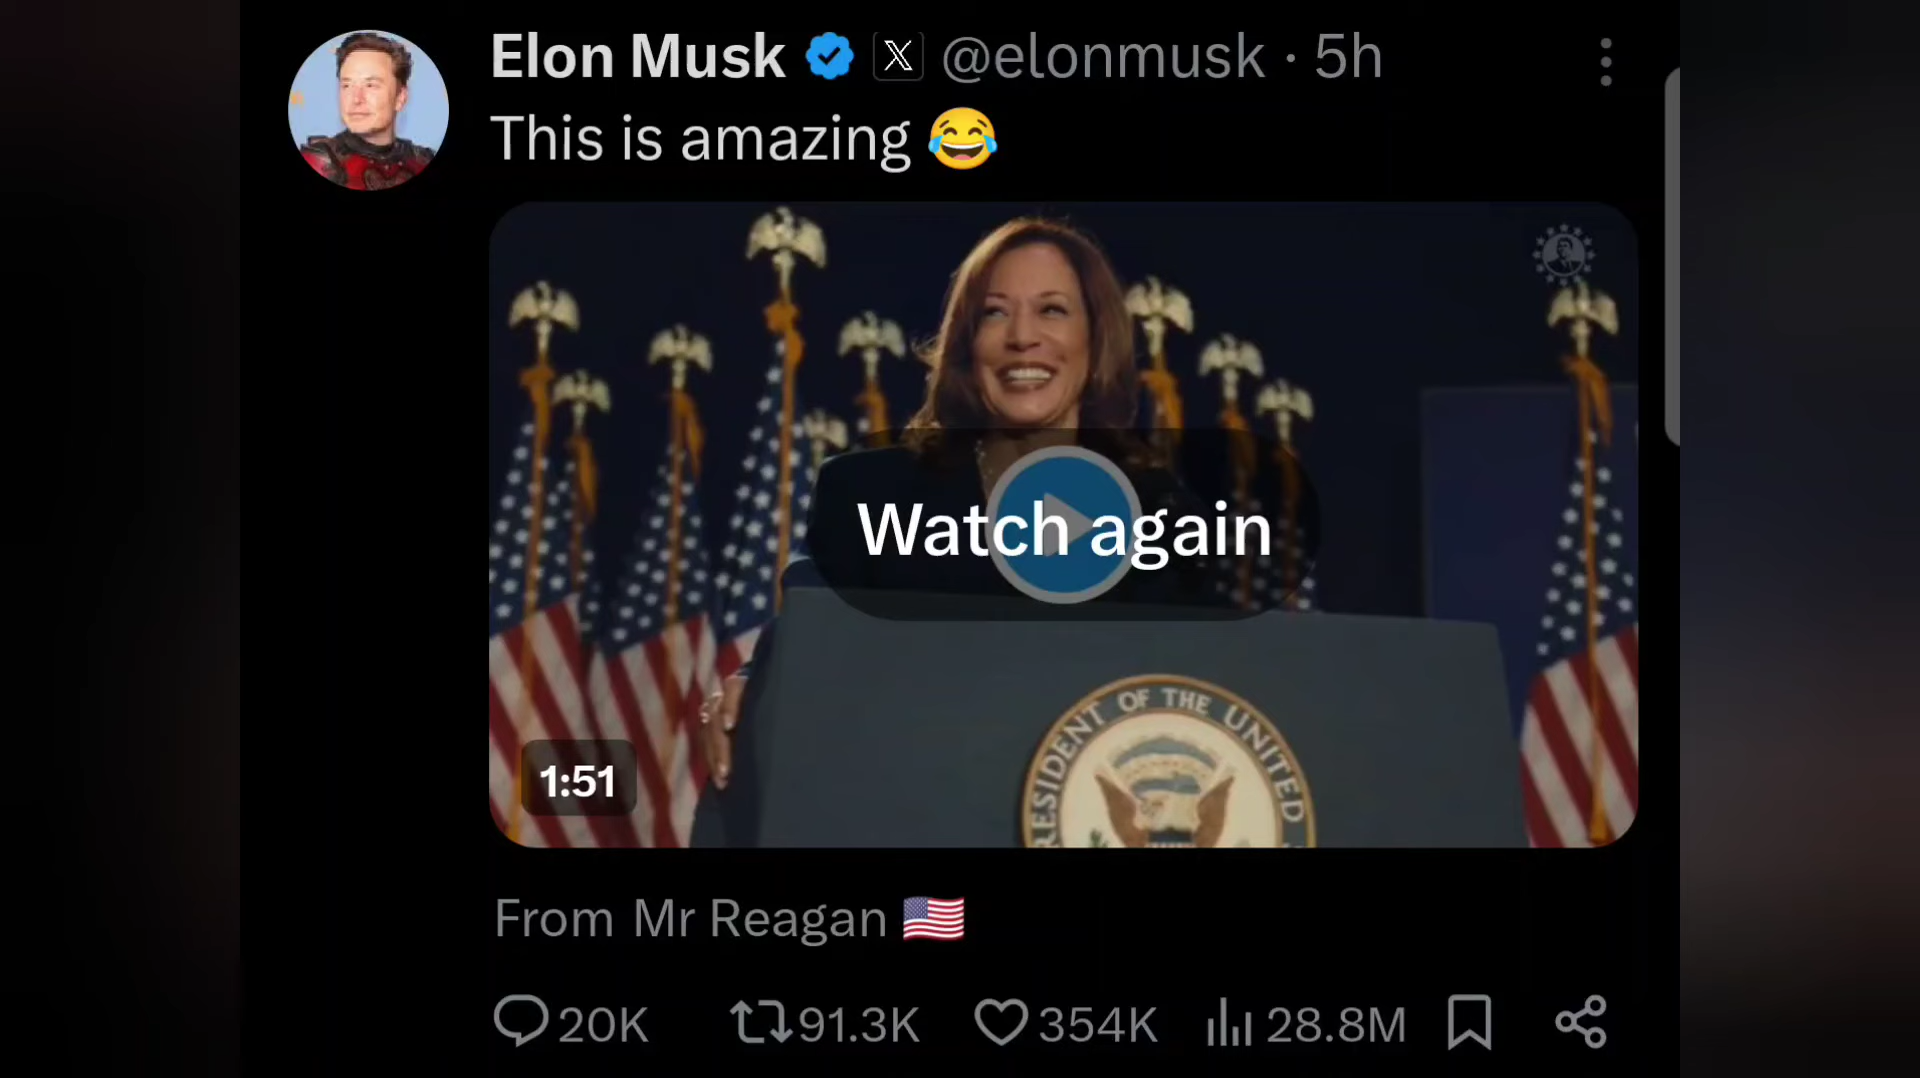 Elon Musk @elonmusk · 5h
This is amazing 😂
Watch again
RESIDENT OF THE UNITED
1:51
From Mr Reagan 🇺🇸
20K 91.3K 354K 28.8M